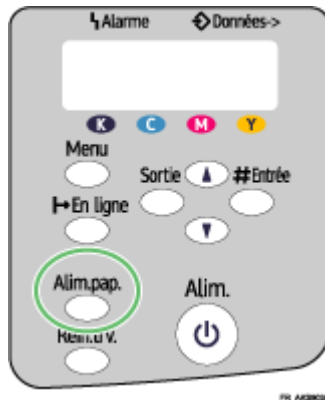 Alarme Données->
K C M Y
Menu
Sortie #Entrée
En ligne
Alim.pap. Alim.